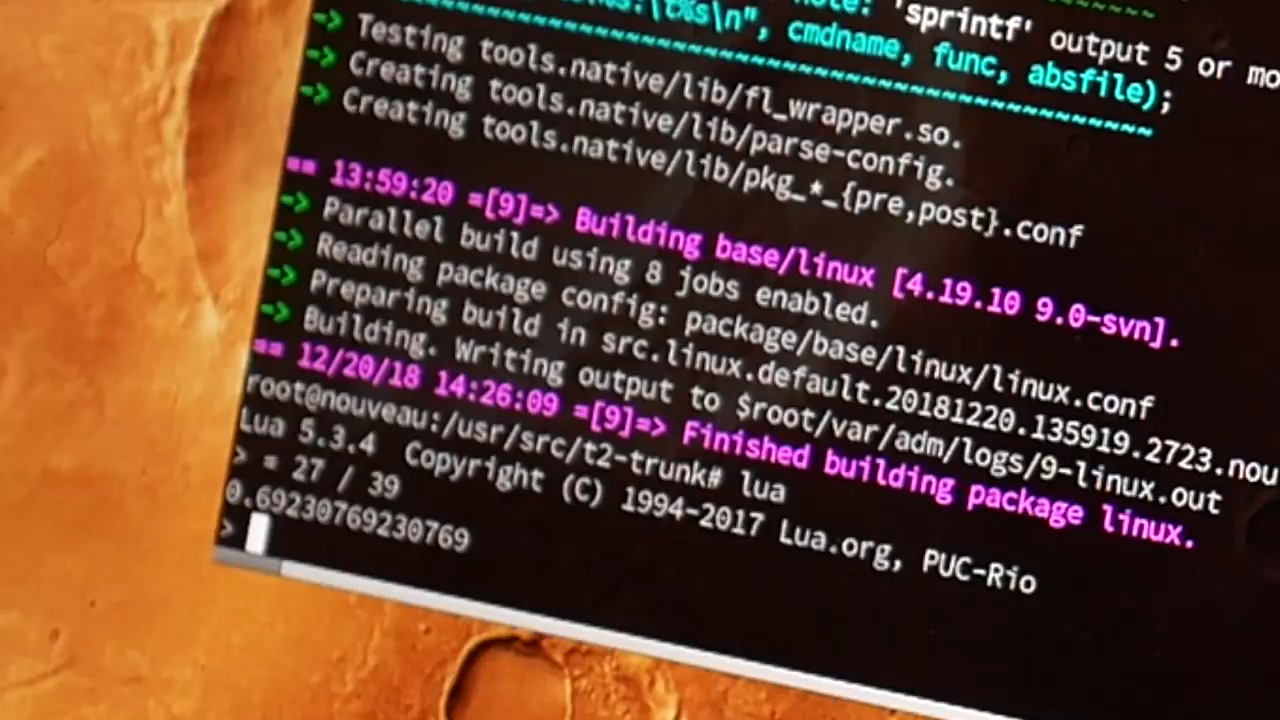 note: 'sprintf' output 5 or mo
\t%s\n", cmdname, func, absfile);
~~~~~~~~~~~~~~~~~~~~~~~~~~~~~~~~~~~~~~~~
-> Testing tools.native/lib/fl_wrapper.so.
-> Creating tools.native/lib/parse-config.
-> Creating tools.native/lib/pkg_*_{pre,post}.conf
== 13:59:20 =[9]=> Building base/linux [4.19.10 9.0-svn].
-> Parallel build using 8 jobs enabled.
-> Reading package config: package/base/linux/linux.conf
-> Preparing build in src.linux.default.20181220.135919.2723.nou
-> Building. Writing output to $root/var/adm/logs/9-linux.out
== 12/20/18 14:26:09 =[9]=> Finished building package linux.
root@nouveau:/usr/src/t2-trunk# lua
Lua 5.3.4  Copyright (C) 1994-2017 Lua.org, PUC-Rio
> = 27 / 39
0.69230769230769
>